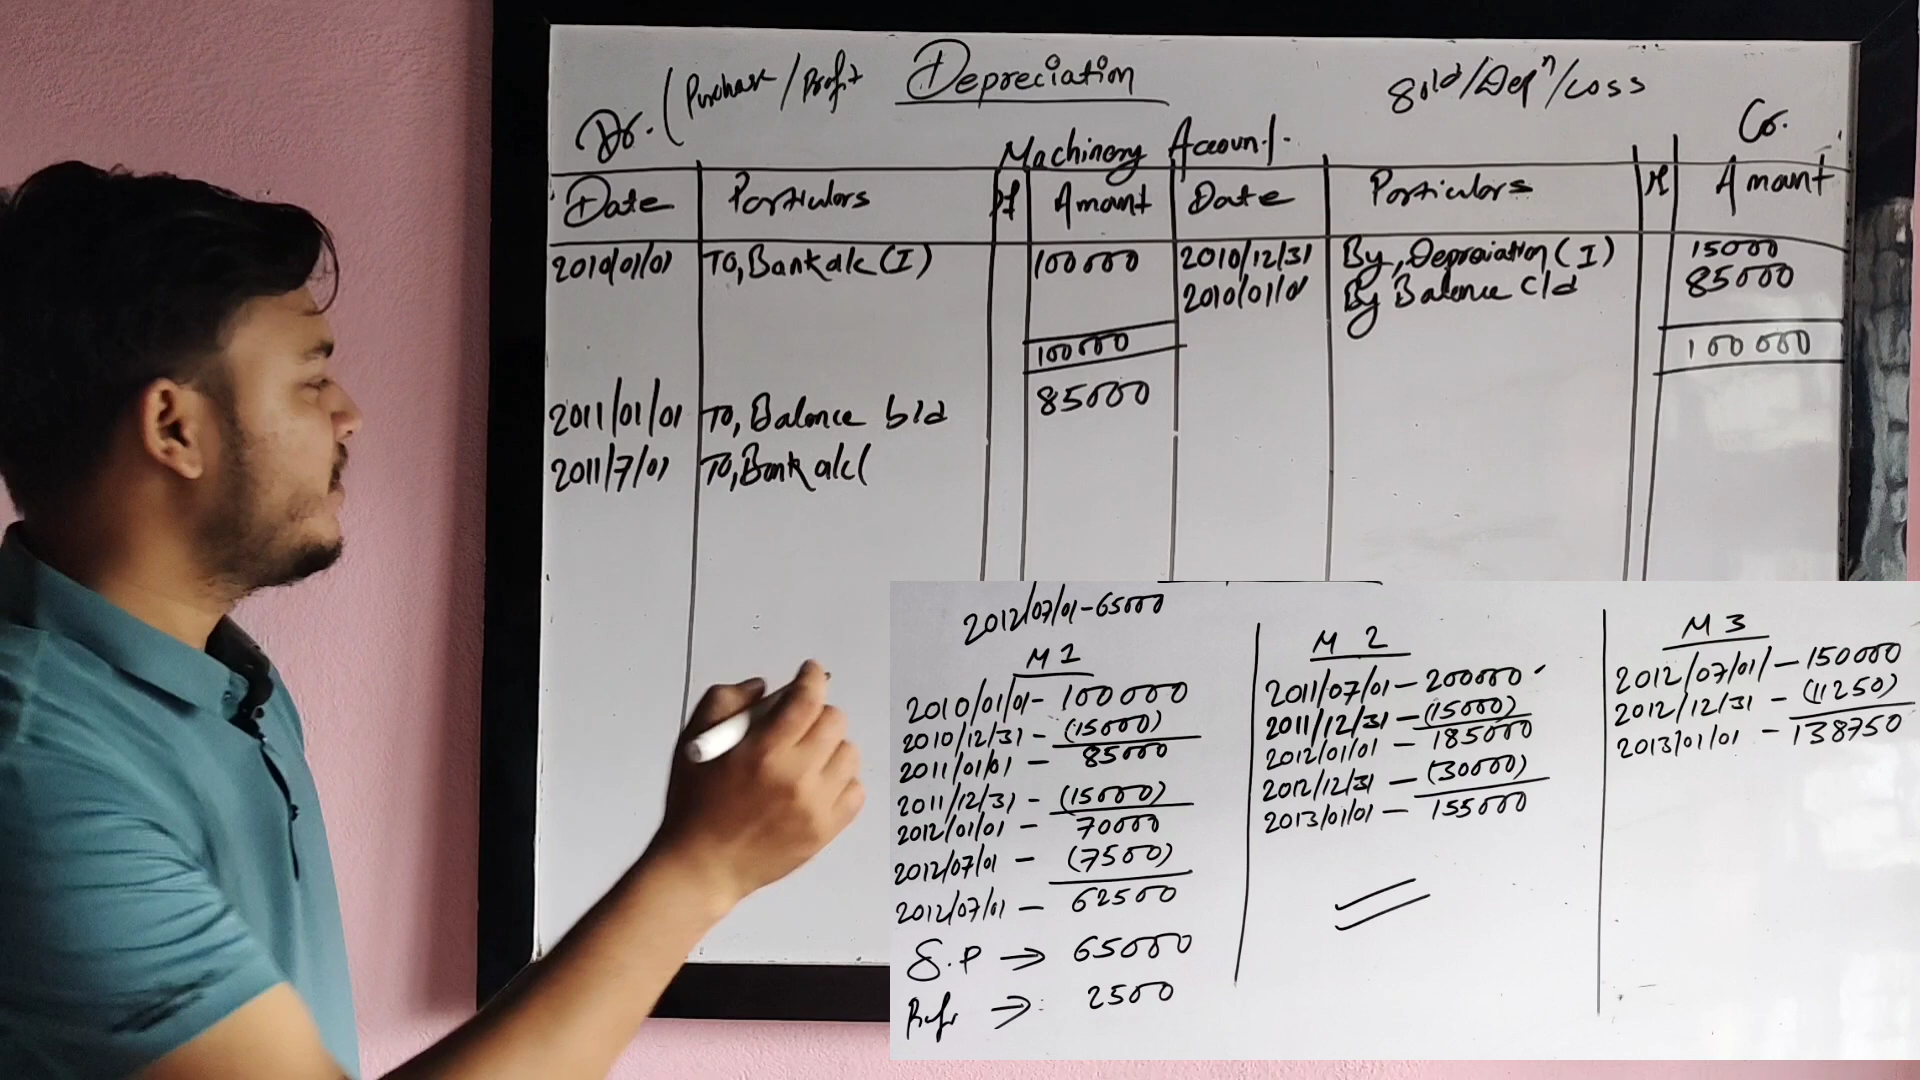 Depreciation
Dr. (Purchase/Profit
Sold/Depⁿ/Loss
Cr.
Machinery Account.
Date Particulars Amount Date Particulars Amount
2010/01/01 To, Bank a/c (I) 100000 2010/12/31 By, Depreciation (I) 15000
2010/01/01 By Balance c/d 85000
100000 100000
2011/01/01 To, Balance b/d 85000
2011/7/01 To, Bank a/c (
2012/07/01-65000
M 1
2010/01/01- 100000
2010/12/31 - (15000)
2011/01/01 - 85000
2011/12/31 - (15000)
2012/01/01 - 70000
2012/07/01 - (7500)
2012/07/01 - 62500
S.P → 65000
→ 2500
M 2
2011/07/01 - 200000
2011/12/31 - (15000)
2012/01/01 - 185000
2012/12/31 - (30000)
2013/01/01 - 155000
M 3
2012/07/01 - 150000
2012/12/31 - (11250)
2013/01/01 - 138750